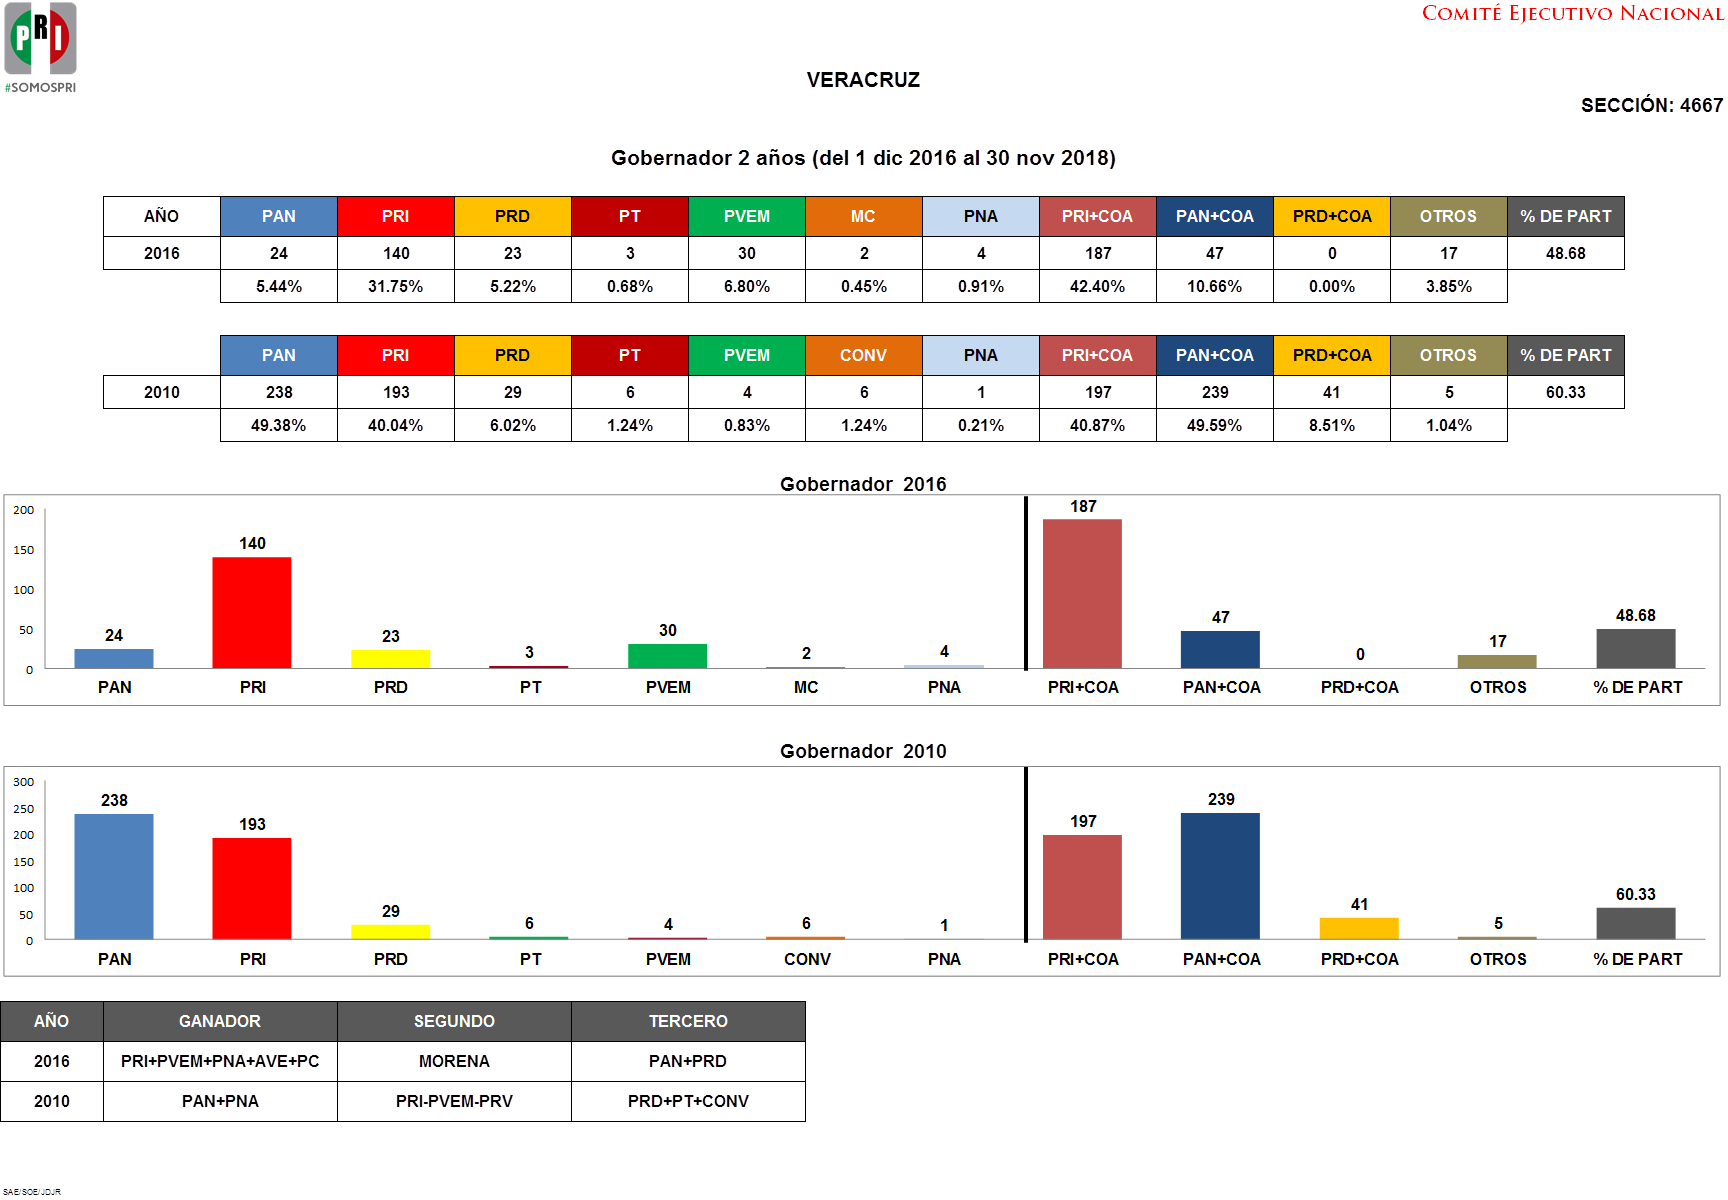 COMITÉ EJECUTIVO NACIONAL
PRI
#SOMOSPRI
VERACRUZ
SECCIÓN: 4667
Gobernador 2 años (del 1 dic 2016 al 30 nov 2018)
AÑO PAN PRI PRD PT PVEM MC PNA PRI+COA PAN+COA PRD+COA OTROS % DE PART
2016 24 140 23 3 30 2 4 187 47 0 17 48.68
5.44% 31.75% 5.22% 0.68% 6.80% 0.45% 0.91% 42.40% 10.66% 0.00% 3.85%
PAN PRI PRD PT PVEM CONV PNA PRI+COA PAN+COA PRD+COA OTROS % DE PART
2010 238 193 29 6 4 6 1 197 239 41 5 60.33
49.38% 40.04% 6.02% 1.24% 0.83% 1.24% 0.21% 40.87% 49.59% 8.51% 1.04%
Gobernador 2016
200
150
100
50
0
24 140 23 3 30 2 4 187 47 0 17 48.68
PAN PRI PRD PT PVEM MC PNA PRI+COA PAN+COA PRD+COA OTROS % DE PART
Gobernador 2010
300
250
200
150
100
50
0
238 193 29 6 4 6 1 197 239 41 5 60.33
PAN PRI PRD PT PVEM CONV PNA PRI+COA PAN+COA PRD+COA OTROS % DE PART
AÑO GANADOR SEGUNDO TERCERO
2016 PRI+PVEM+PNA+AVE+PC MORENA PAN+PRD
2010 PAN+PNA PRI-PVEM-PRV PRD+PT+CONV
SAE/SOE/JDJR